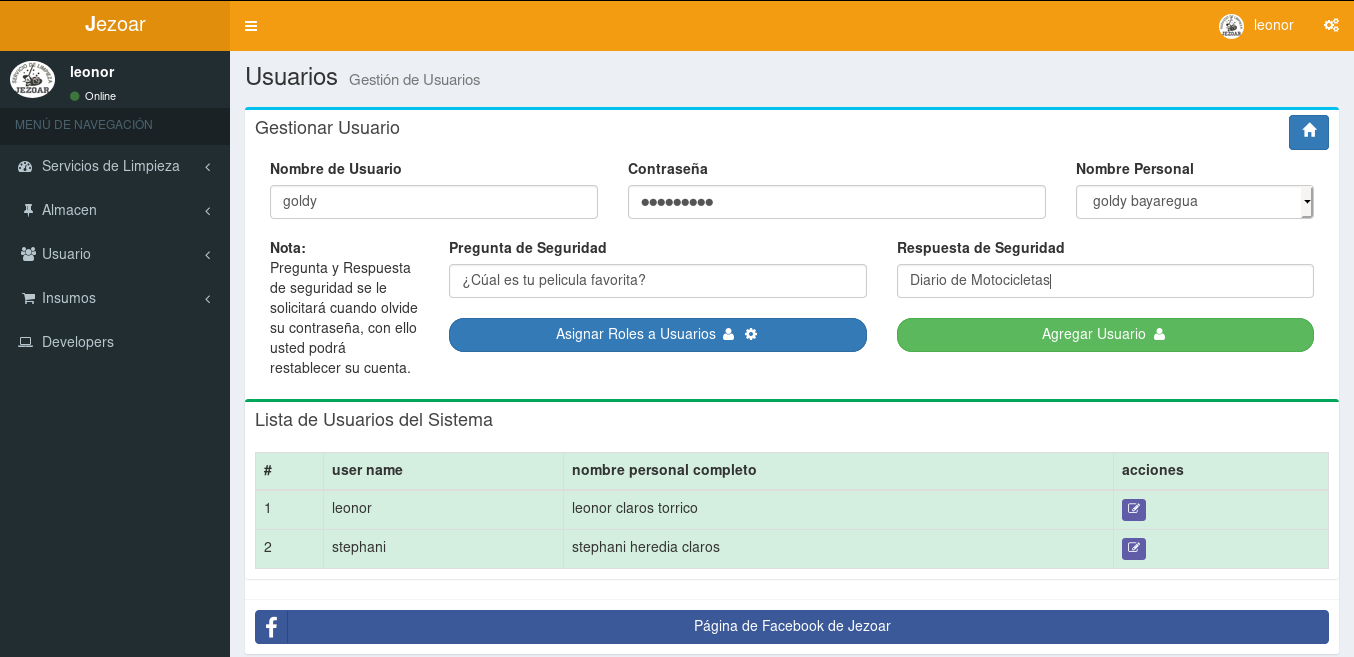 Jezoar
leonor
leonor
Online
MENÚ DE NAVEGACIÓN
Servicios de Limpieza
Almacen
Usuario
Insumos
Developers
Usuarios Gestión de Usuarios
Gestionar Usuario
Nombre de Usuario Contraseña Nombre Personal
goldy ●●●●●●●●● goldy bayaregua
Nota:
Pregunta y Respuesta
de seguridad se le
solicitará cuando olvide
su contraseña, con ello
usted podrá
restablecer su cuenta.
Pregunta de Seguridad Respuesta de Seguridad
¿Cúal es tu pelicula favorita? Diario de Motocicletas
Asignar Roles a Usuarios Agregar Usuario
Lista de Usuarios del Sistema
# user name nombre personal completo acciones
1 leonor leonor claros torrico
2 stephani stephani heredia claros
Página de Facebook de Jezoar